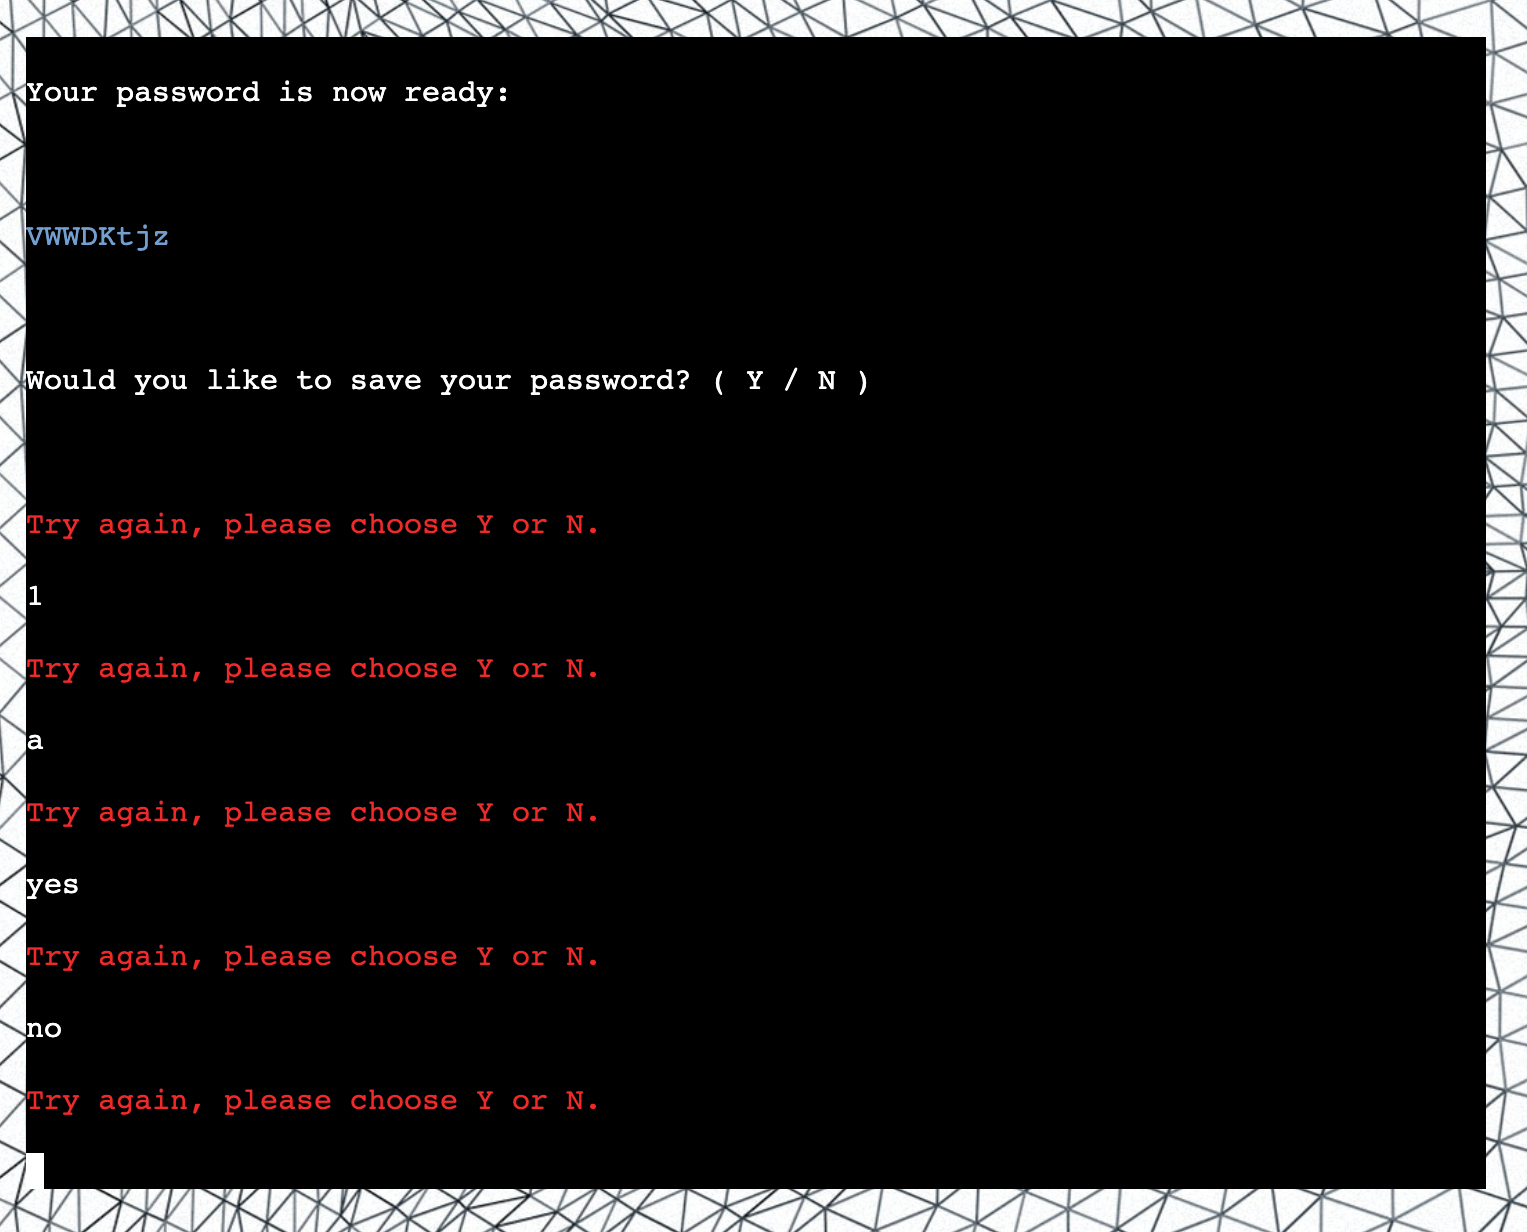 Your password is now ready:
VWWDKtjz
Would you like to save your password? ( Y / N )
Try again, please choose Y or N.
1
Try again, please choose Y or N.
a
Try again, please choose Y or N.
yes
Try again, please choose Y or N.
no
Try again, please choose Y or N.